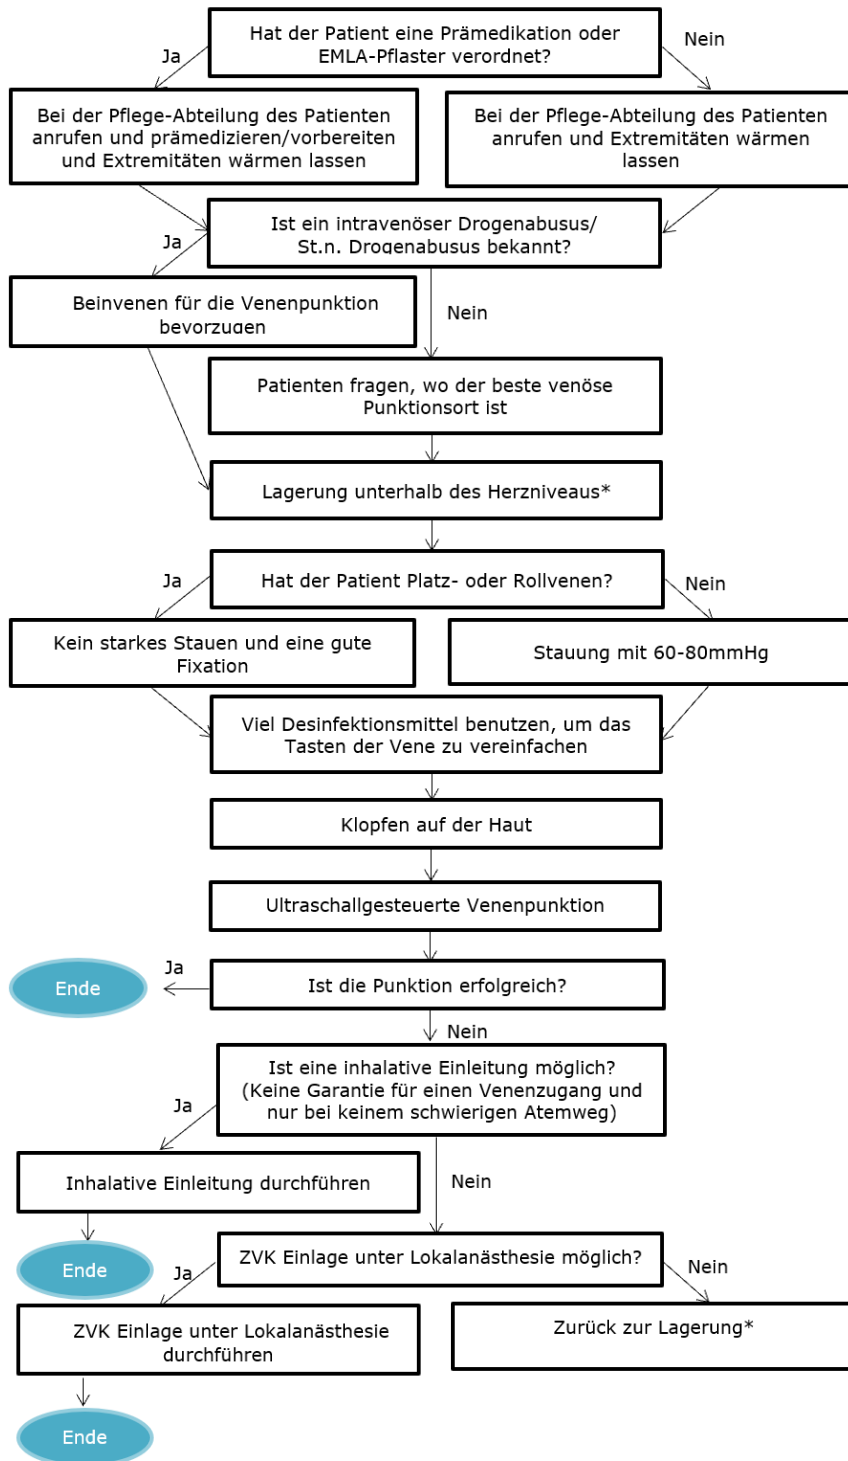 Hat der Patient eine Prämedikation oder
EMLA-Pflaster verordnet?
Ja
Nein
Bei der Pflege-Abteilung des Patienten
anrufen und prämedizieren/vorbereiten
und Extremitäten wärmen lassen
Bei der Pflege-Abteilung des Patienten
anrufen und Extremitäten wärmen
lassen
Ist ein intravenöser Drogenabusus/
St.n. Drogenabusus bekannt?
Ja
Beinvenen für die Venenpunktion
bevorzugen
Nein
Patienten fragen, wo der beste venöse
Punktionsort ist
Lagerung unterhalb des Herzniveaus*
Hat der Patient Platz- oder Rollvenen?
Ja
Nein
Kein starkes Stauen und eine gute
Fixation
Stauung mit 60-80mmHg
Viel Desinfektionsmittel benutzen, um das
Tasten der Vene zu vereinfachen
Klopfen auf der Haut
Ultraschallgesteuerte Venenpunktion
Ist die Punktion erfolgreich?
Ja
Ende
Nein
Ist eine inhalative Einleitung möglich?
(Keine Garantie für einen Venenzugang und
nur bei keinem schwierigen Atemweg)
Ja
Nein
Inhalative Einleitung durchführen
Ende
ZVK Einlage unter Lokalanästhesie möglich?
Ja
Nein
ZVK Einlage unter Lokalanästhesie
durchführen
Zurück zur Lagerung*
Ende